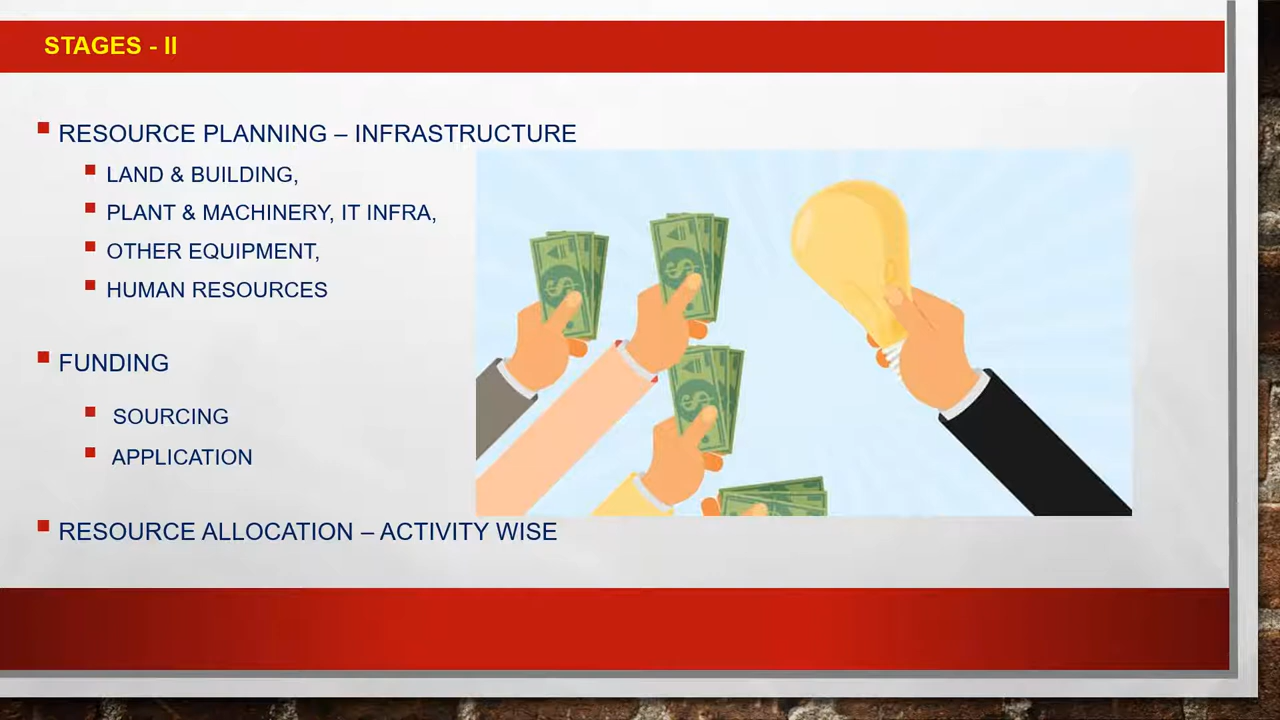 STAGES - II
RESOURCE PLANNING – INFRASTRUCTURE
LAND & BUILDING,
PLANT & MACHINERY, IT INFRA,
OTHER EQUIPMENT,
HUMAN RESOURCES
FUNDING
SOURCING
APPLICATION
RESOURCE ALLOCATION – ACTIVITY WISE